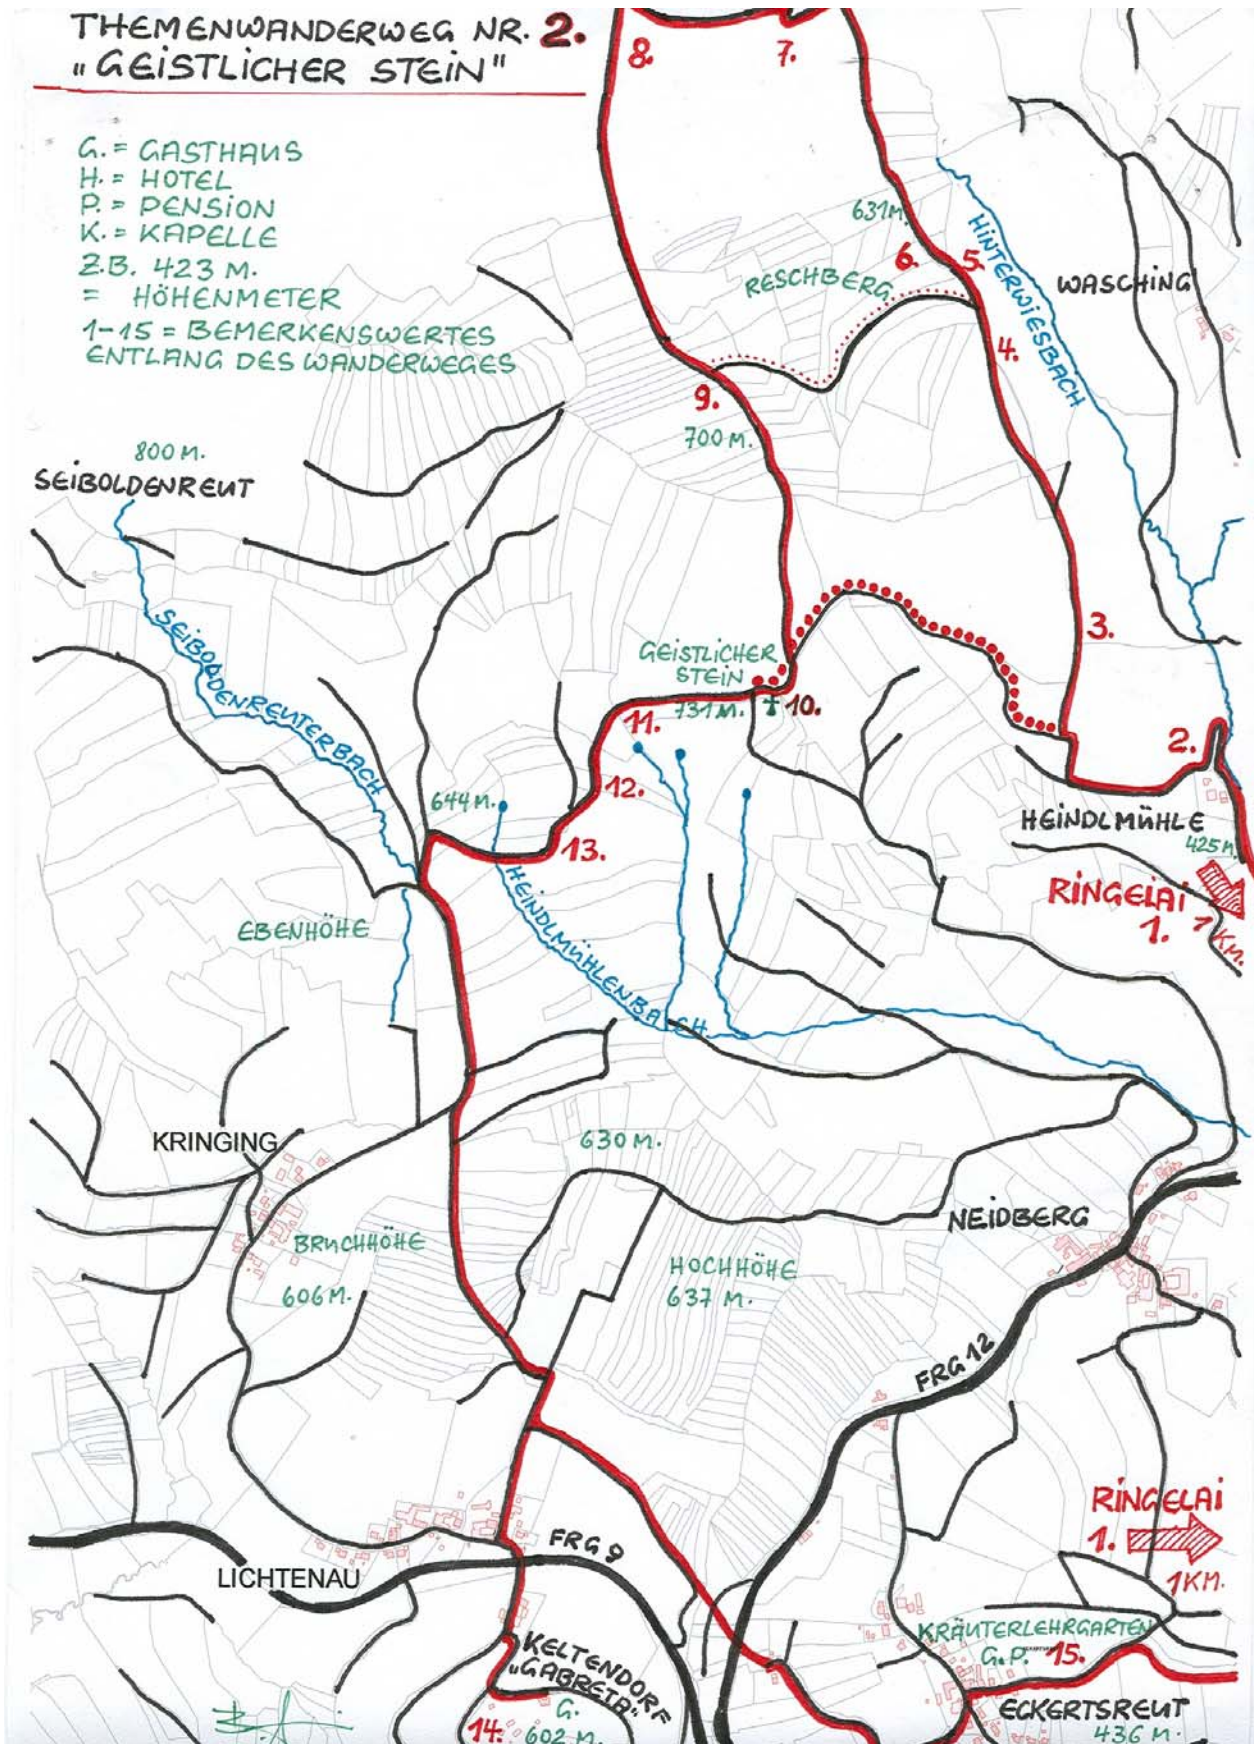 THEMENWANDERWEG NR. 2.
"GEISTLICHER STEIN"
G. = GASTHAUS
H. = HOTEL
P. = PENSION
K. = KAPELLE
Z.B. 423 M.
= HÖHENMETER
1-15 = BEMERKENSWERTES
ENTLANG DES WANDERWEGES
8.
7.
631M.
6.
5.
RESCHBERG
HINTERWIESBACH
WASCHING
4.
9.
700 M.
800 M.
SEIBOLDENREUT
SEIBOLDENREUTERBACH
3.
GEISTLICHER
STEIN
731 M.
10.
11.
2.
12.
644 M.
13.
HEINDLMÜHLE
425 M.
RINGELAI
1.
1 KM.
EBENHÖHE
HEINDLMÜHLENBACH
KRINGING
630 M.
NEIDBERG
BRUCHHÖHE
606 M.
HOCHHÖHE
637 M.
FRG 12
RINGELAI
1.
1 KM.
FRG 9
LICHTENAU
KRÄUTERLEHRGARTEN
G. P.
15.
KELTENDORF
"GABRETA"
G.
602 M.
14.
ECKERTSREUT
436 M.